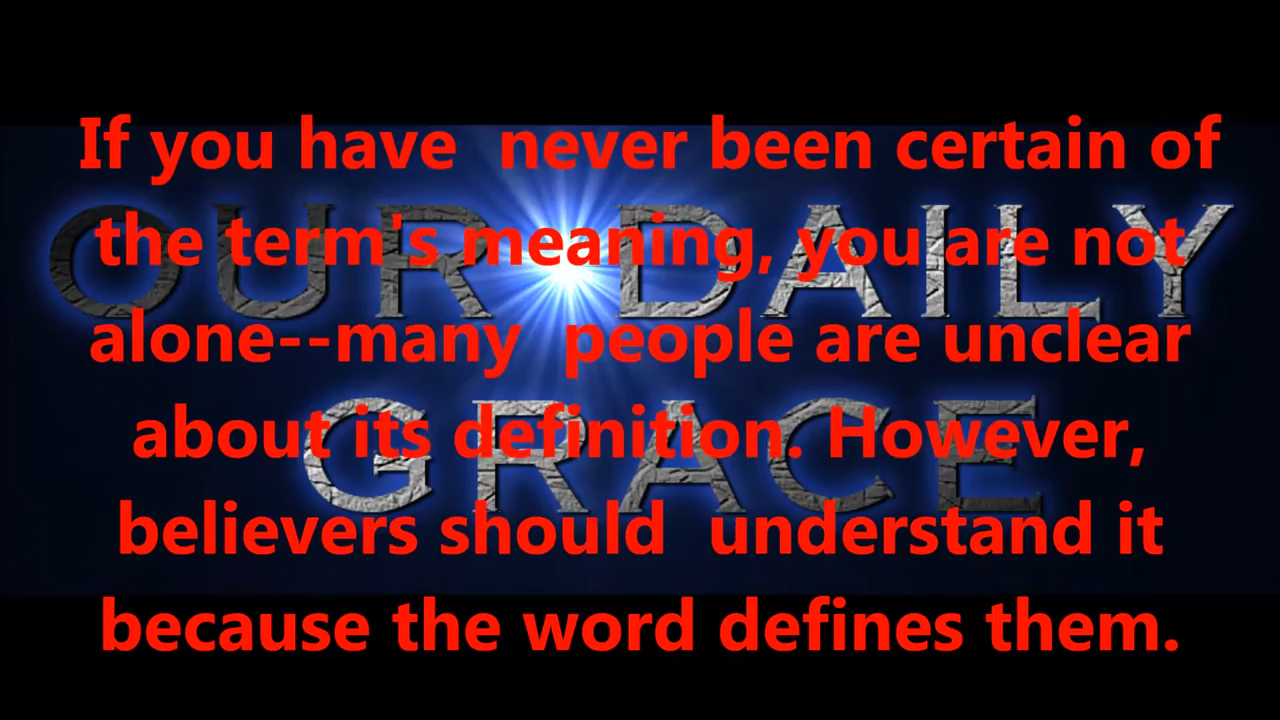 If you have never been certain of
the term's meaning, you are not
alone--many people are unclear
about its definition. However,
believers should understand it
because the word defines them.
OUR DAILY
GRACE